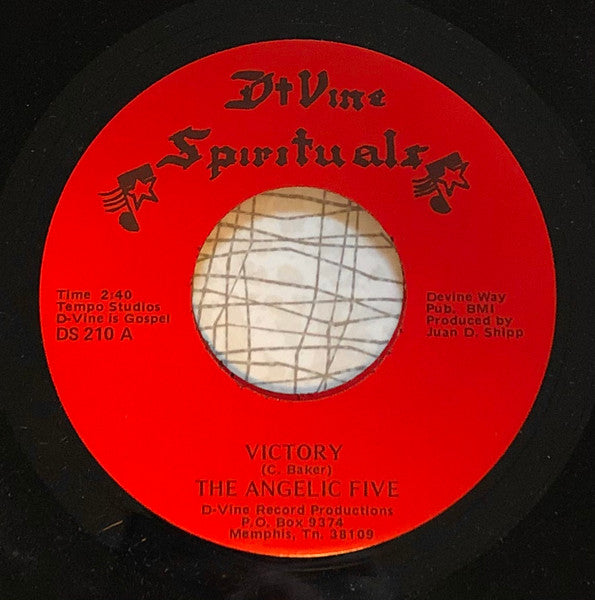 D✝Vine
Spirituals
Time 2:40
Tempo Studios
D-Vine is Gospel
DS 210 A
Devine Way
Pub. BMI
Produced by
Juan D. Shipp
VICTORY
(C. Baker)
THE ANGELIC FIVE
D-Vine Record Productions
P.O. Box 9374
Memphis, Tn. 38109